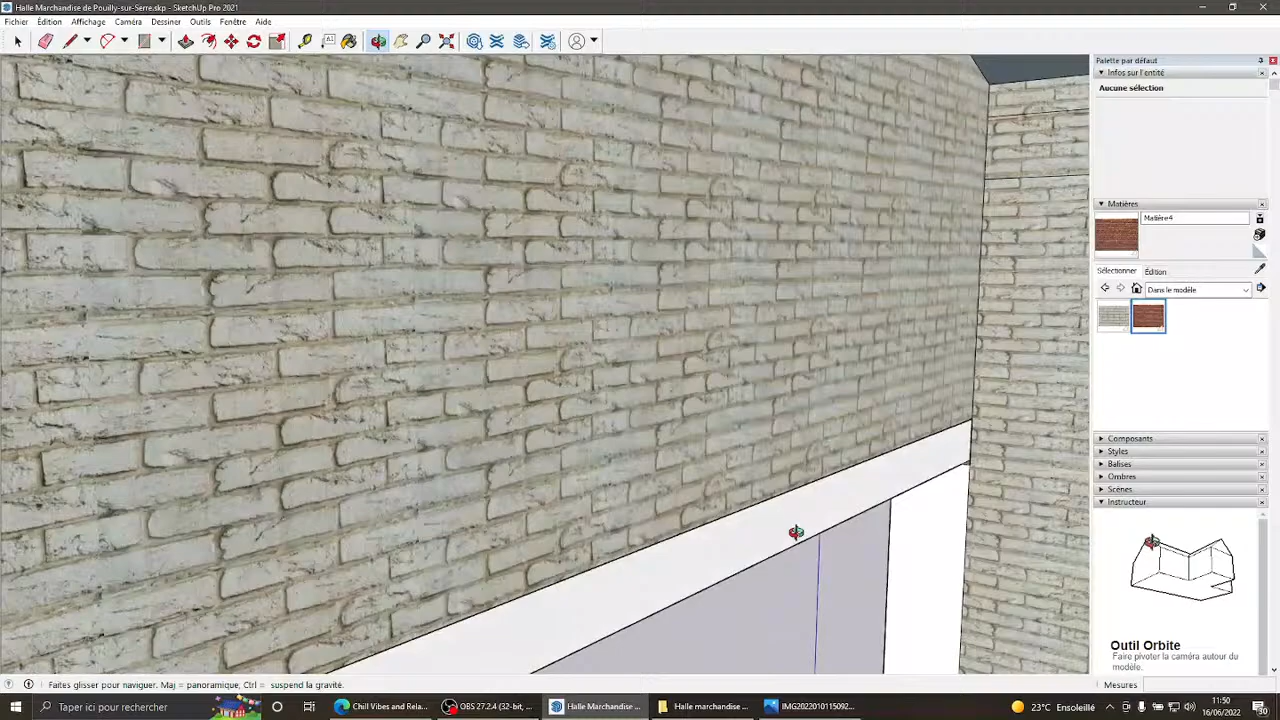 Halle Marchandise de Pouilly-sur-Serre.skp - SketchUp Pro 2021
Fichier Édition Affichage Caméra Dessiner Outils Fenêtre Aide
Palette par défaut
Infos sur l'entité
Aucune sélection
Matières
Matière4
Sélectionner Édition
Dans le modèle
Composants
Styles
Balises
Ombres
Scènes
Instructeur
Outil Orbite
Faire pivoter la caméra autour du
modèle.
Faites glisser pour naviguer. Maj = panoramique, Ctrl = suspend la gravité.
Mesures
Taper ici pour rechercher
Chill Vibes and Rela...
OBS 27.2.4 (32-bit, ...
Halle Marchandise ...
Halle marchandise ...
IMG2022010115092...
23°C Ensoleillé
11:50
16/06/2022